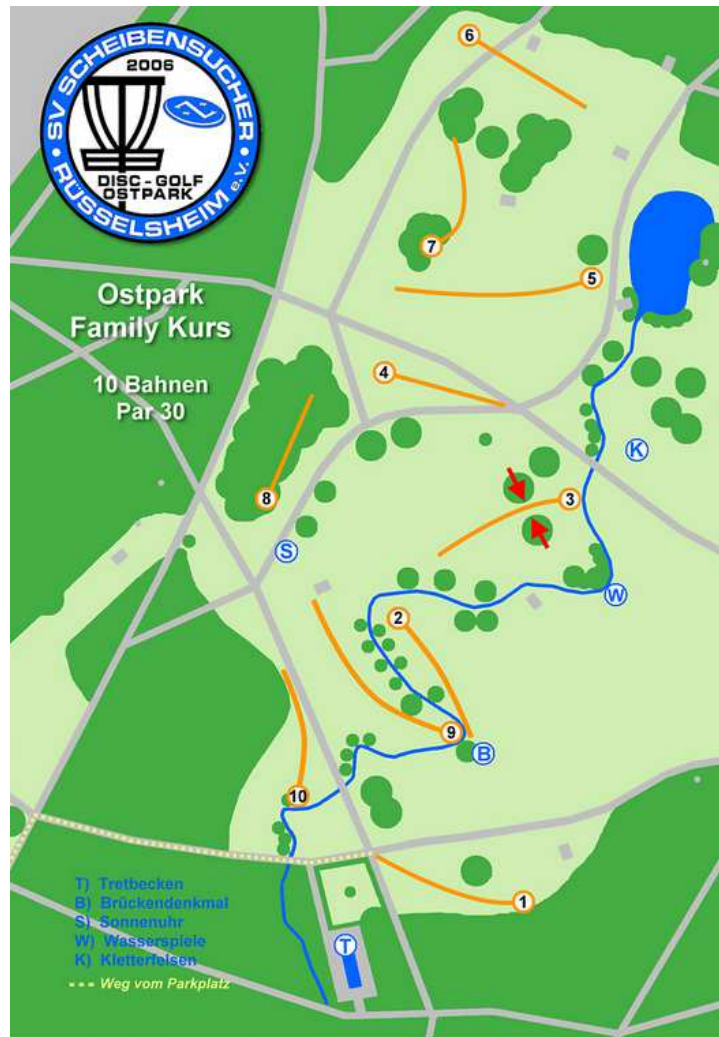 SV SCHEIBENSUCHER
2006
DISC-GOLF
OSTPARK
RÜSSELSHEIM e.V.
Ostpark
Family Kurs
10 Bahnen
Par 30
6
7
5
4
K
3
8
S
W
2
9
B
10
1
T
T) Tretbecken
B) Brückendenkmal
S) Sonnenuhr
W) Wasserspiele
K) Kletterfelsen
Weg vom Parkplatz